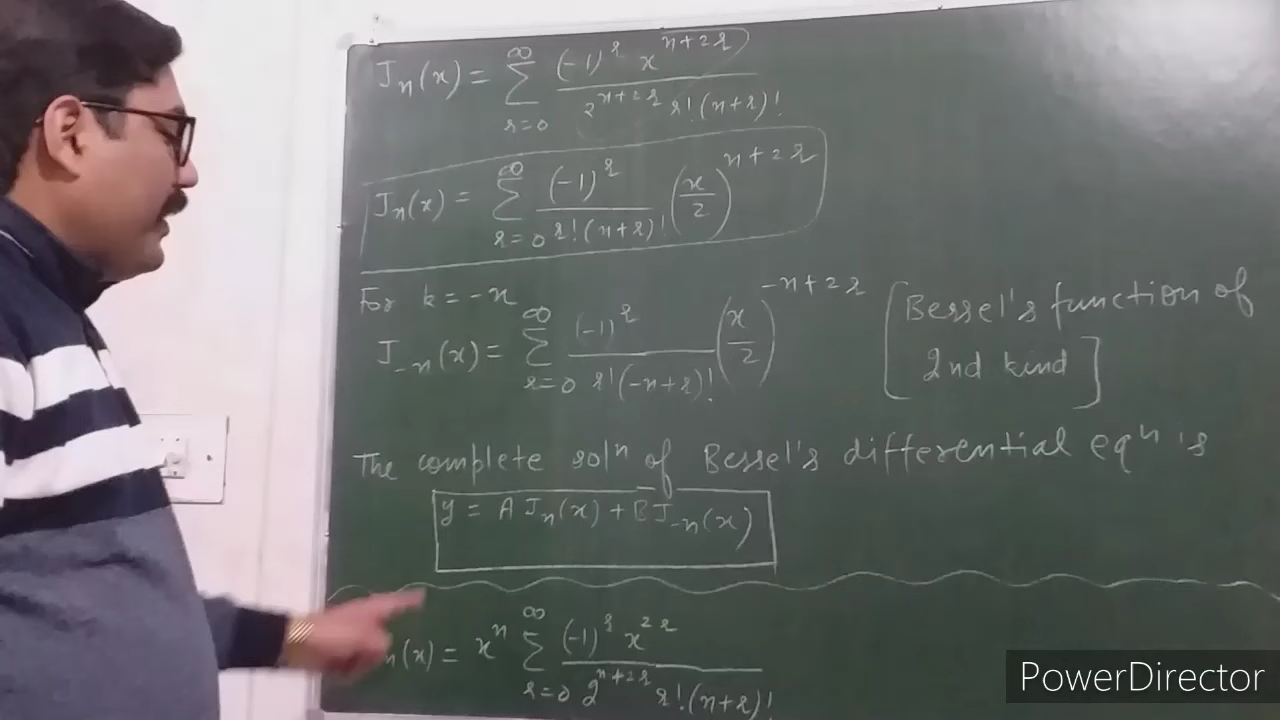 Jn(x) = ∞ Σ r=0 (-1)^r x^(n+2r) / 2^(n+2r) r!(n+r)!
Jn(x) = ∞ Σ r=0 (-1)^r / r!(n+r)! (x/2)^(n+2r)
For k = -n
J-n(x) = ∞ Σ r=0 (-1)^r / r!(-n+r)! (x/2)^(-n+2r) [Bessel's function of
2nd kind]
The complete solⁿ of Bessel's differential eqⁿ is
y = A Jn(x) + B J-n(x)
n(x) = x^n ∞ Σ r=0 (-1)^r x^(2r) / 2^(n+2r) r!(n+r)!
PowerDirector